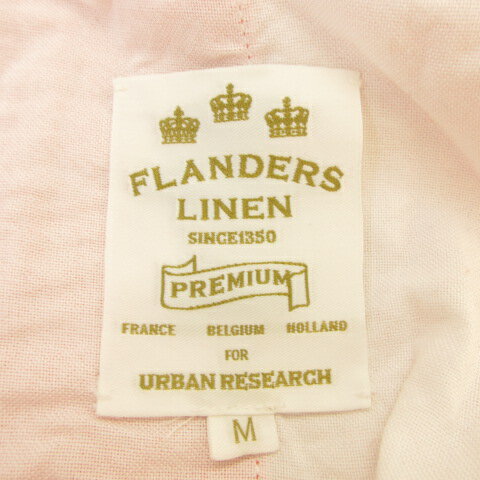 FLANDERS
LINEN
SINCE1350
PREMIUM
FRANCE BELGIUM HOLLAND
FOR
URBAN RESEARCH
M